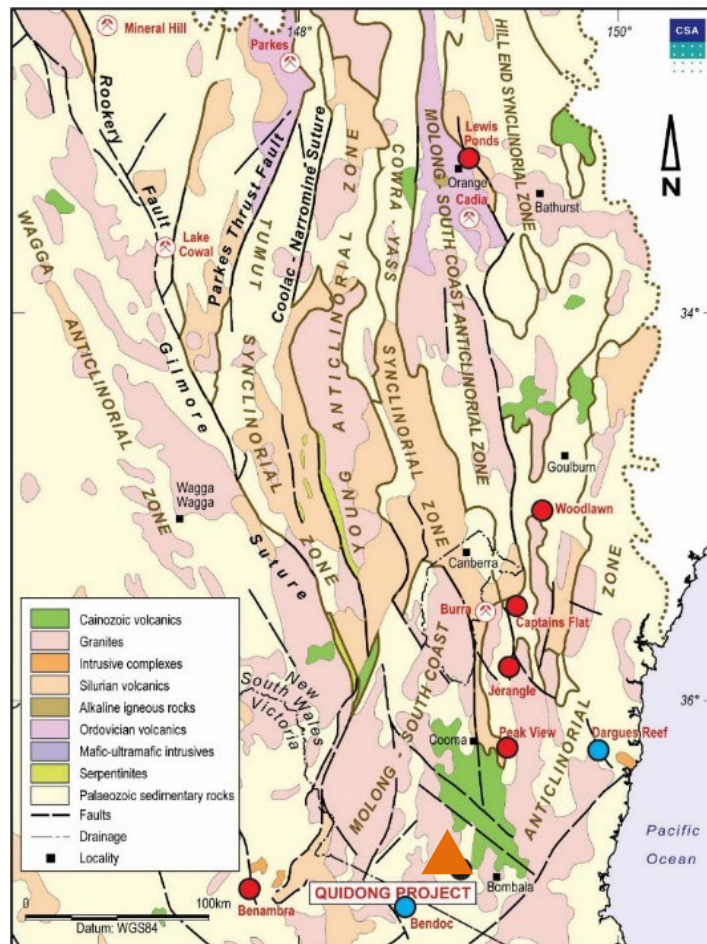 148°
150°
CSA
Mineral Hill
Parkes
HILL END SYNCLINORIAL ZONE
Rookery
Fault
Parkes Thrust Fault
Coolac - Narromine Suture
ZONE
COWRA - YASS
MOLONG - SOUTH COAST ANTICLINORIAL ZONE
Lewis
Ponds
Orange
Bathurst
Cadia
N
WAGGA
ANTICLINORIAL
ZONE
Lake
Cowal
TUMUT
SYNCLINORIAL
ZONE
YOUNG ANTICLINORIAL
SYNCLINORIAL
ZONE
34°
Gilmore
Suture
Wagga
Wagga
Goulburn
Woodlawn
Canberra
ZONE
Burra
Captains Flat
Jerangle
36°
New
South Wales
Victoria
MOLONG - SOUTH COAST
Cooma
Peak View
Dargues Reef
ANTICLINORIAL
Pacific
Ocean
Cainozoic volcanics
Granites
Intrusive complexes
Silurian volcanics
Alkaline igneous rocks
Ordovician volcanics
Mafic-ultramafic intrusives
Serpentinites
Palaeozoic sedimentary rocks
Faults
Drainage
Locality
QUIDONG PROJECT
Bombala
Benambra
Bendoc
0
100km
Datum: WGS84